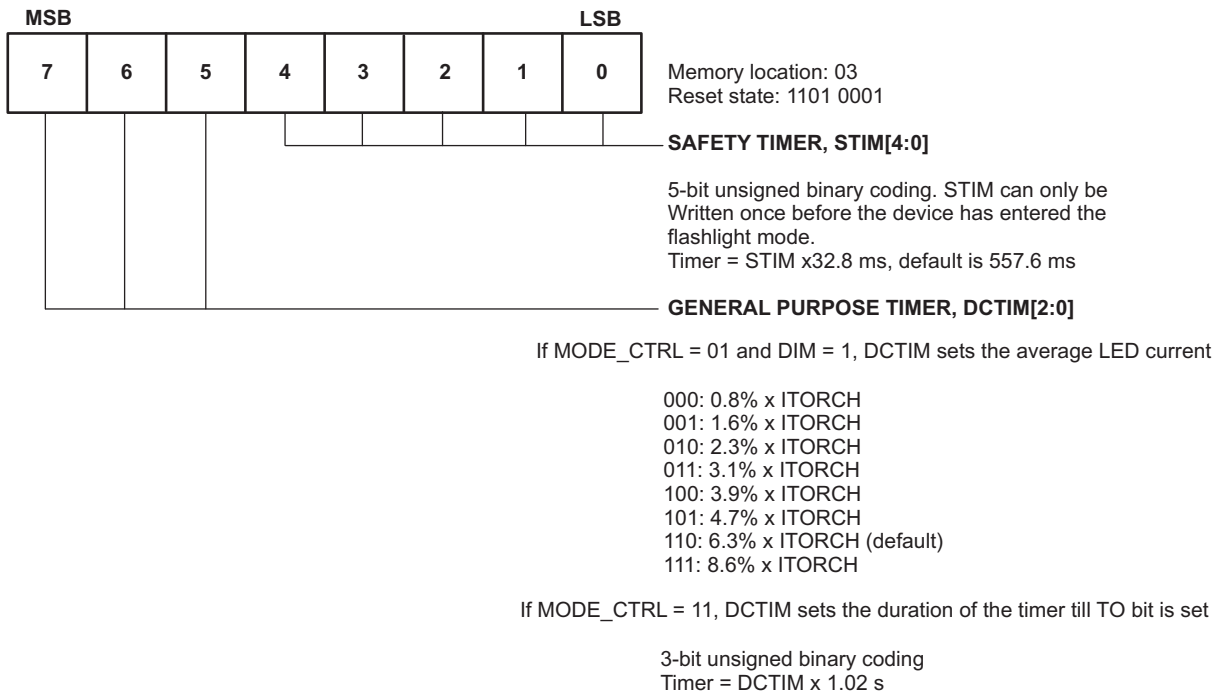 MSB LSB
7 6 5 4 3 2 1 0
Memory location: 03
Reset state: 1101 0001
SAFETY TIMER, STIM[4:0]
5-bit unsigned binary coding. STIM can only be
Written once before the device has entered the
flashlight mode.
Timer = STIM x32.8 ms, default is 557.6 ms
GENERAL PURPOSE TIMER, DCTIM[2:0]
If MODE_CTRL = 01 and DIM = 1, DCTIM sets the average LED current
000: 0.8% x ITORCH
001: 1.6% x ITORCH
010: 2.3% x ITORCH
011: 3.1% x ITORCH
100: 3.9% x ITORCH
101: 4.7% x ITORCH
110: 6.3% x ITORCH (default)
111: 8.6% x ITORCH
If MODE_CTRL = 11, DCTIM sets the duration of the timer till TO bit is set
3-bit unsigned binary coding
Timer = DCTIM x 1.02 s